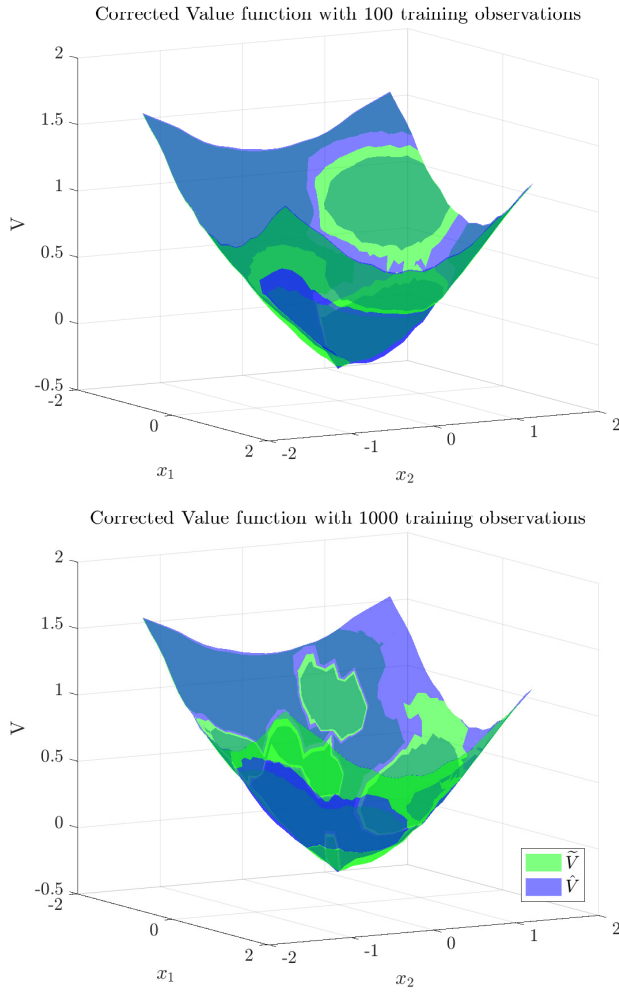 Corrected Value function with 100 training observations
2
1.5
1
0.5
0
-0.5
V
-2
0
2
x₁
-2
-1
0
1
2
x₂
Corrected Value function with 1000 training observations
2
1.5
1
0.5
0
-0.5
V
-2
0
2
x₁
-2
-1
0
1
2
x₂
Ṽ
V̂